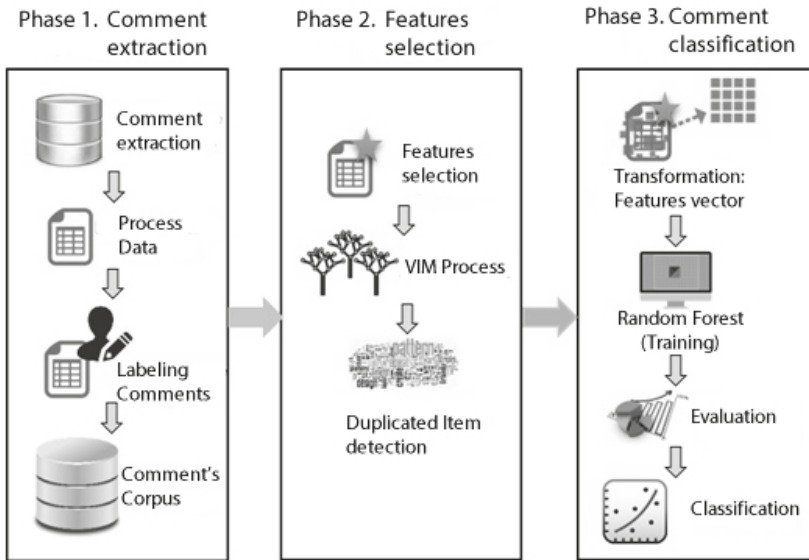 Phase 1. Comment
extraction
Comment
extraction
Process
Data
Labeling
Comments
Comment's
Corpus
Phase 2. Features
selection
Features
selection
VIM Process
pattern
Duplicated Item
detection
Phase 3. Comment
classification
Transformation:
Features vector
Random Forest
(Training)
Evaluation
Classification